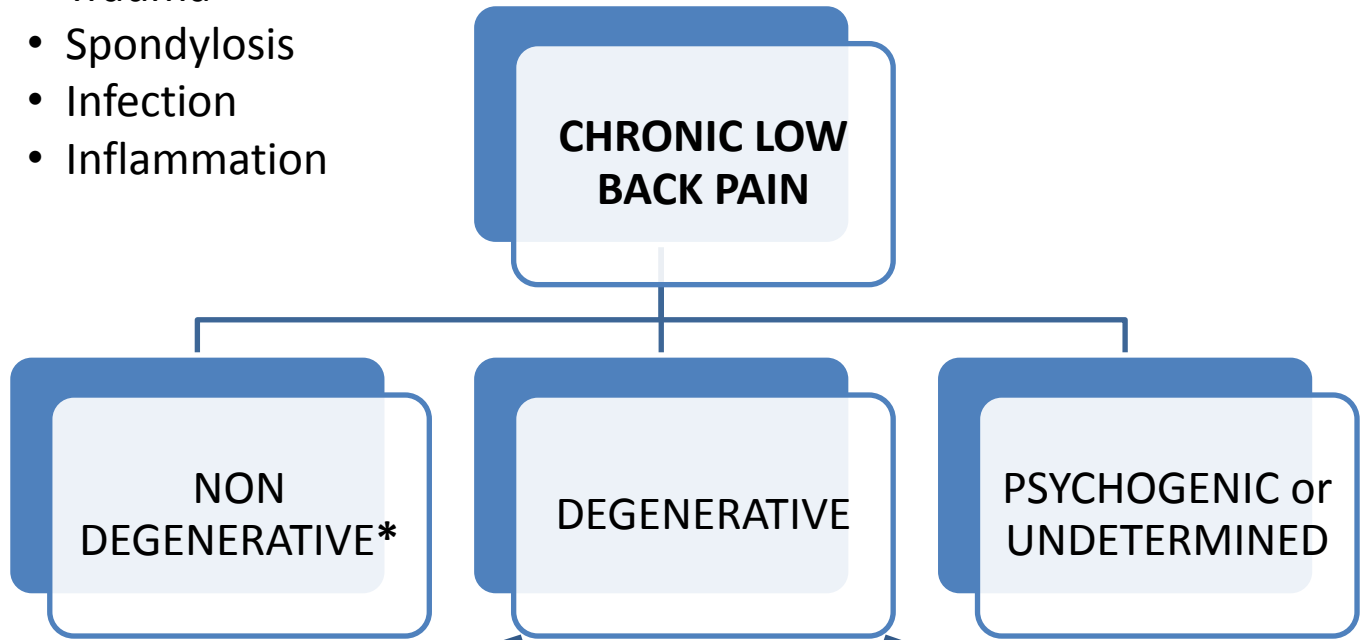 • Spondylosis
• Infection
• Inflammation
CHRONIC LOW
BACK PAIN
NON
DEGENERATIVE*
DEGENERATIVE
PSYCHOGENIC or
UNDETERMINED